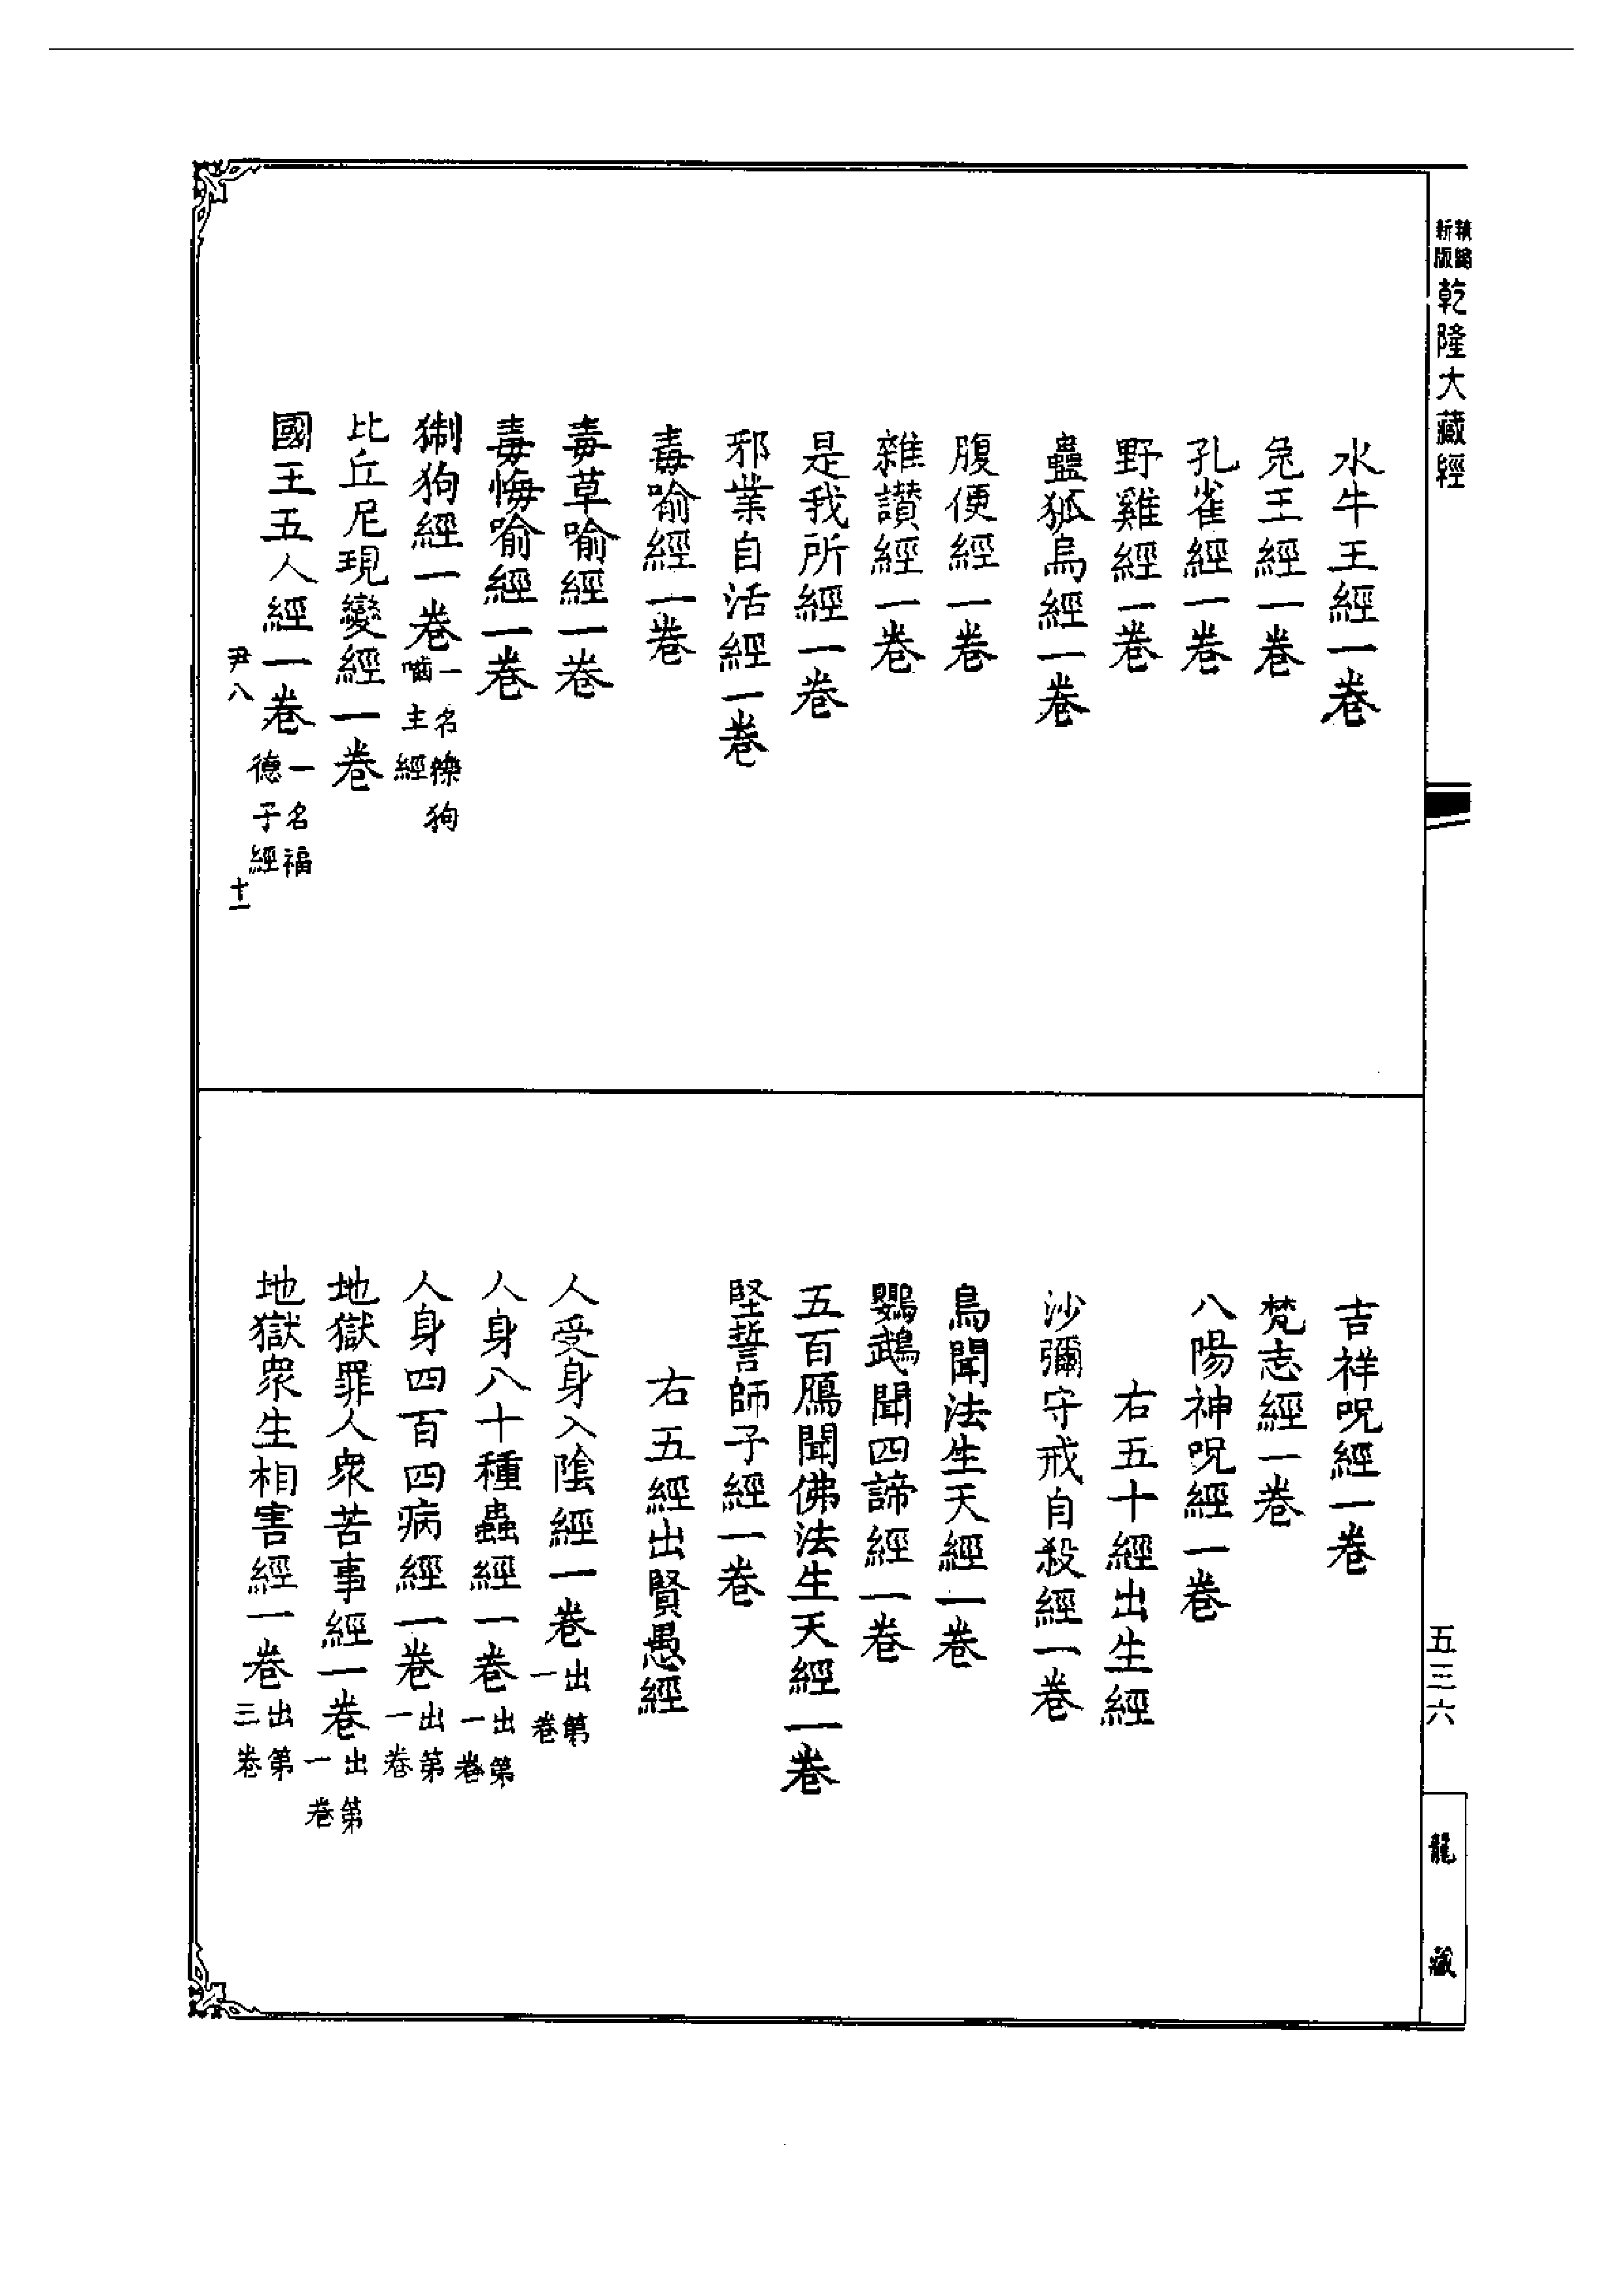 新版
精縮
乾隆大藏經
水牛王經一卷
兔王經一卷
孔雀經一卷
野雞經一卷
蠱狐烏經一卷
腹使經一卷
雜讚經一卷
是我所經一卷
邪業自活經一卷
毒喻經一卷
毒草喻經一卷
毒悔喻經一卷
猘狗經一卷一名㹱狗嚙主經
比丘尼現變經一卷
國王五人經一卷一名福德子經
尹八
十一
吉祥呪經一卷
梵志經一卷
八陽神呪經一卷
右五十經出生經
沙彌守戒自殺經一卷
鳥聞法生天經一卷
鸚鵡聞四諦經一卷
五百鴈聞佛法生天經一卷
堅誓師子經一卷
右五經出賢愚經
人受身入陰經一卷出第一卷
人身八十種蟲經一卷出第一卷
人身四百四病經一卷出第一卷
地獄罪人衆苦事經一卷出第一卷
地獄衆生相害經一卷出第三卷
五三六
龍藏